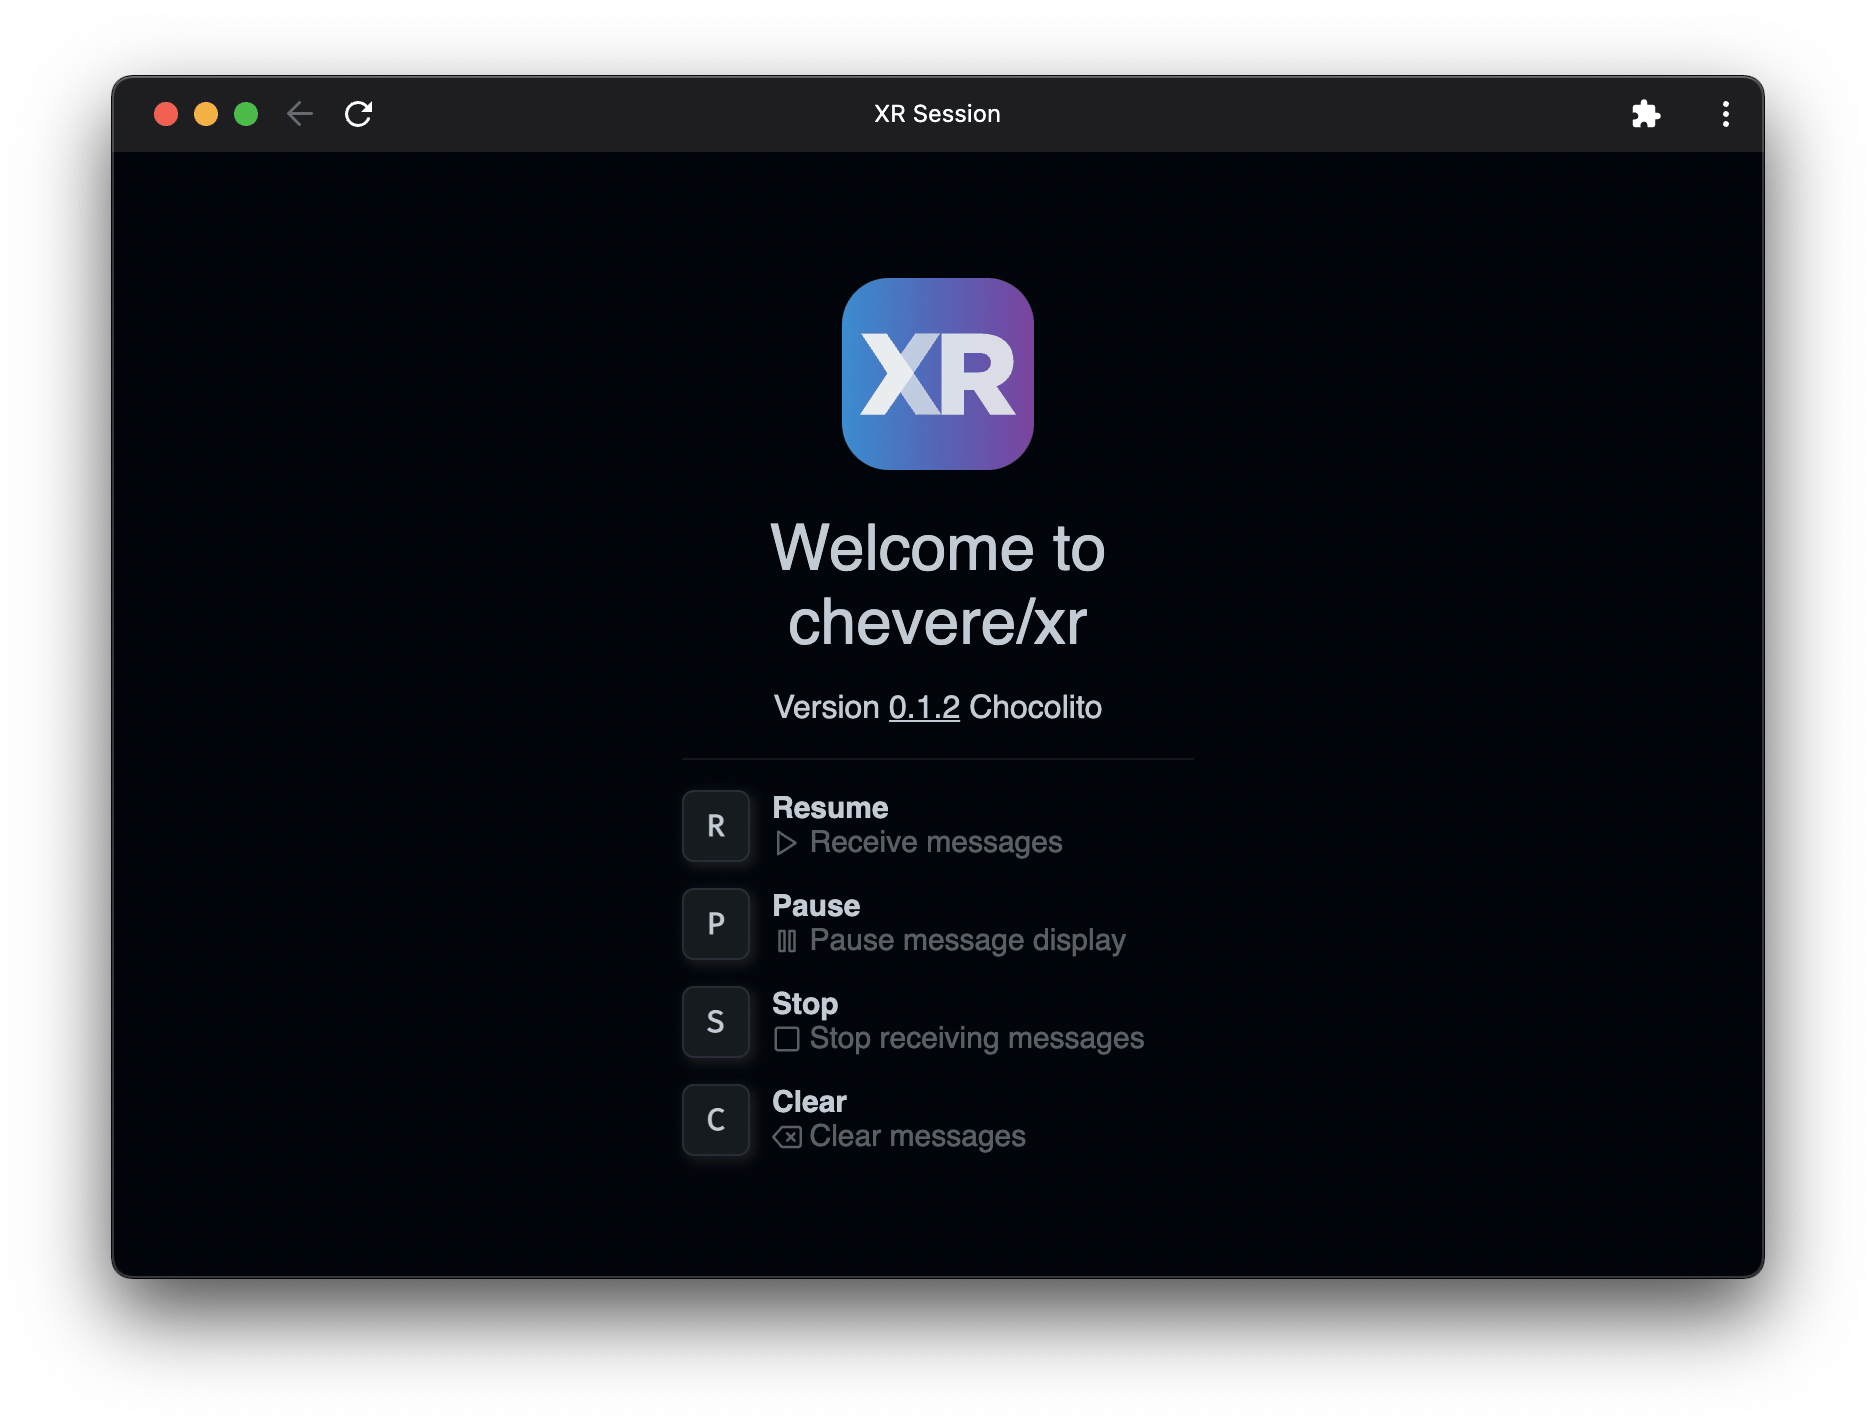 XR Session
XR
Welcome to
chevere/xr
Version 0.1.2 Chocolito
R
Resume
Receive messages
P
Pause
Pause message display
S
Stop
Stop receiving messages
C
Clear
Clear messages